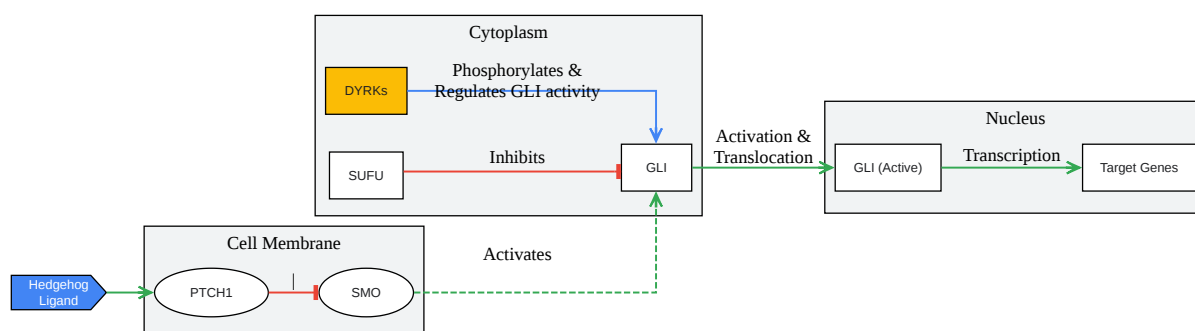 Cytoplasm
DYRKs
Phosphorylates &
Regulates GLI activity
SUFU
Inhibits
GLI
Activation &
Translocation
Nucleus
GLI (Active)
Transcription
Target Genes
Cell Membrane
Hedgehog
Ligand
PTCH1
SMO
Activates